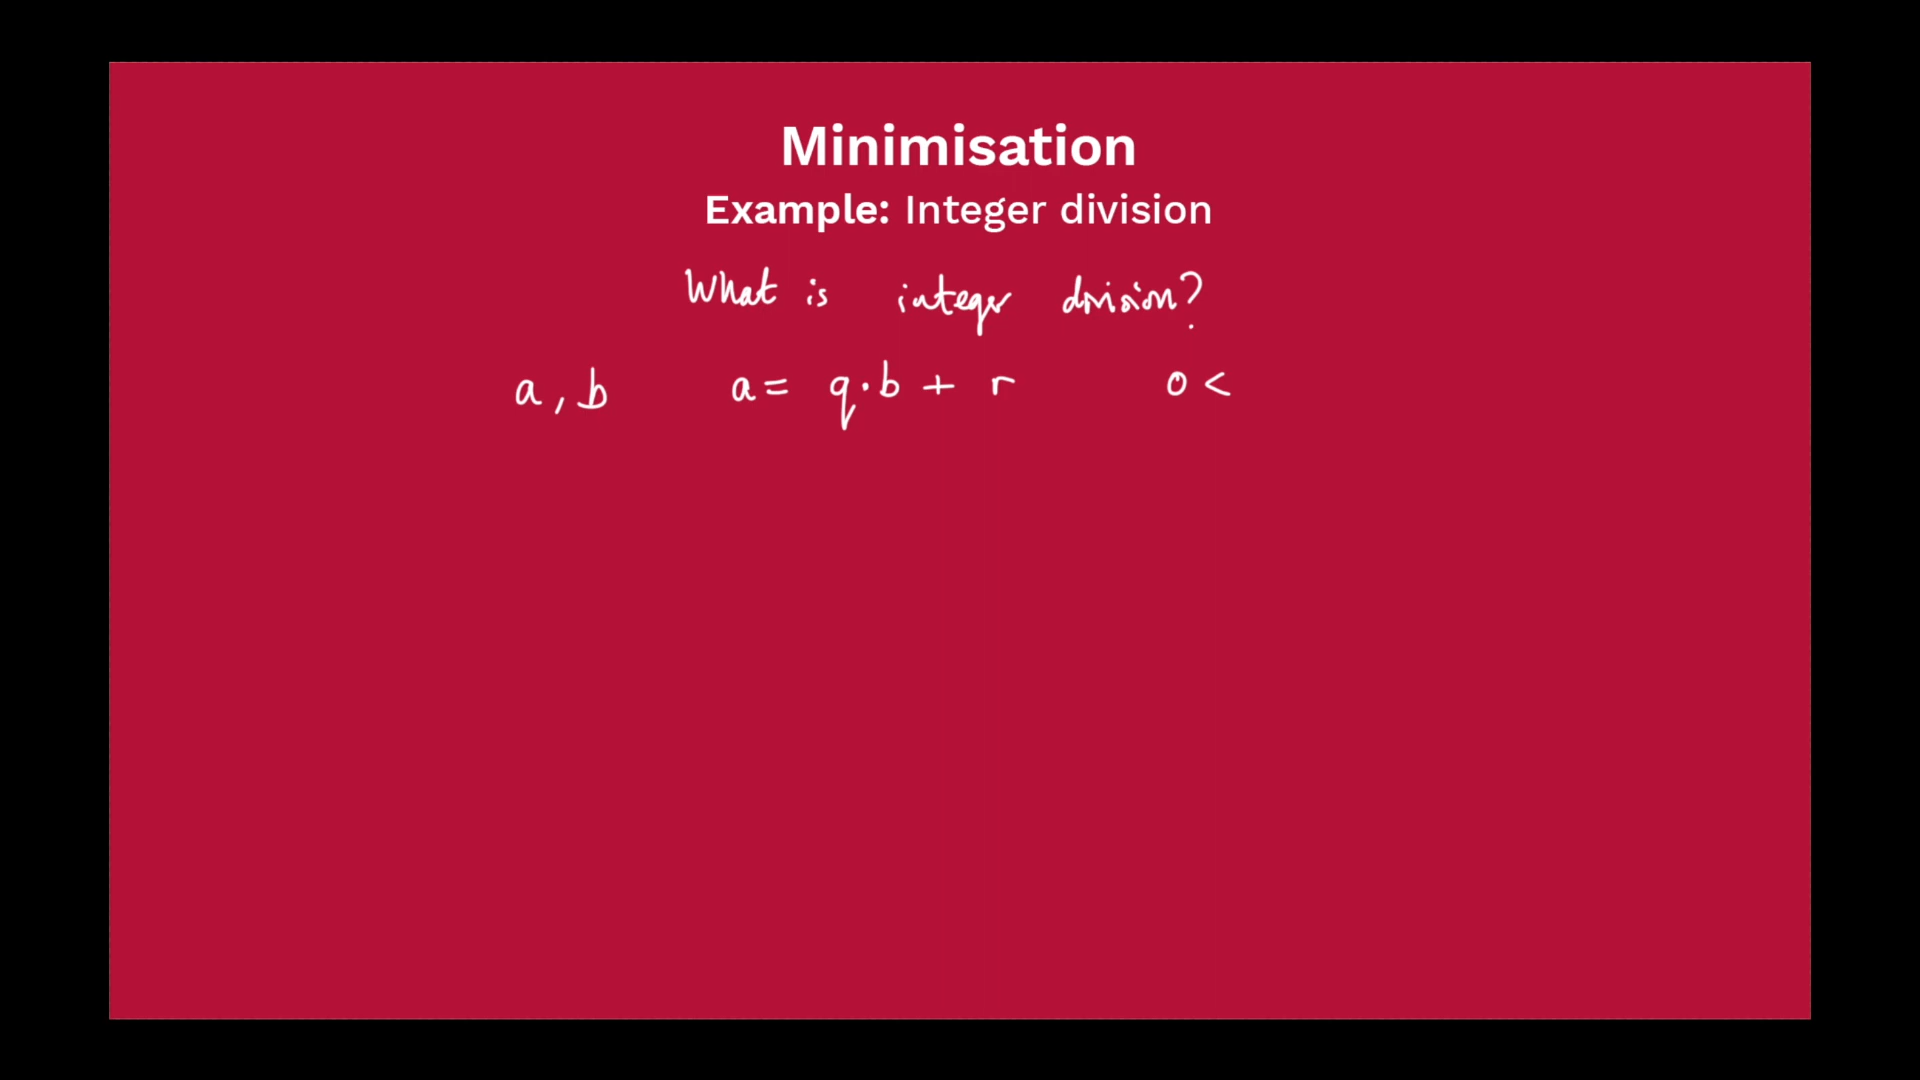 Minimisation
Example: Integer division
What is integer division?
a, b a = q·b + r 0 <